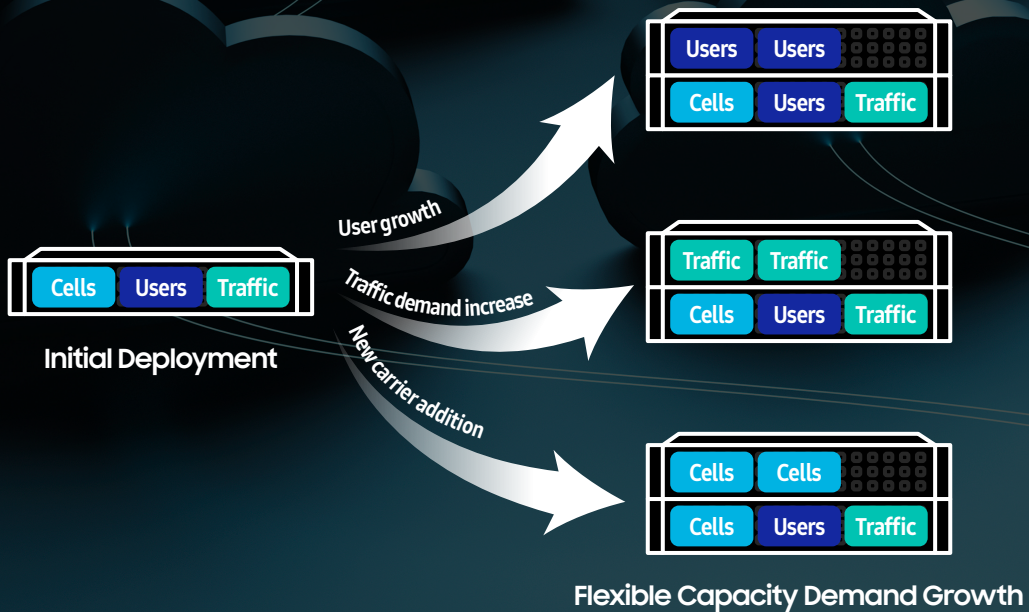 Users Users
Cells Users Traffic
User growth
Traffic Traffic
Cells Users Traffic
Cells Users Traffic
Traffic demand increase
Initial Deployment
New carrier addition
Cells Cells
Cells Users Traffic
Flexible Capacity Demand Growth